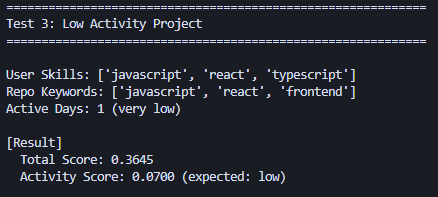 ============================================================
Test 3: Low Activity Project
============================================================
User Skills: ['javascript', 'react', 'typescript']
Repo Keywords: ['javascript', 'react', 'frontend']
Active Days: 1 (very low)
[Result]
  Total Score: 0.3645
  Activity Score: 0.0700 (expected: low)